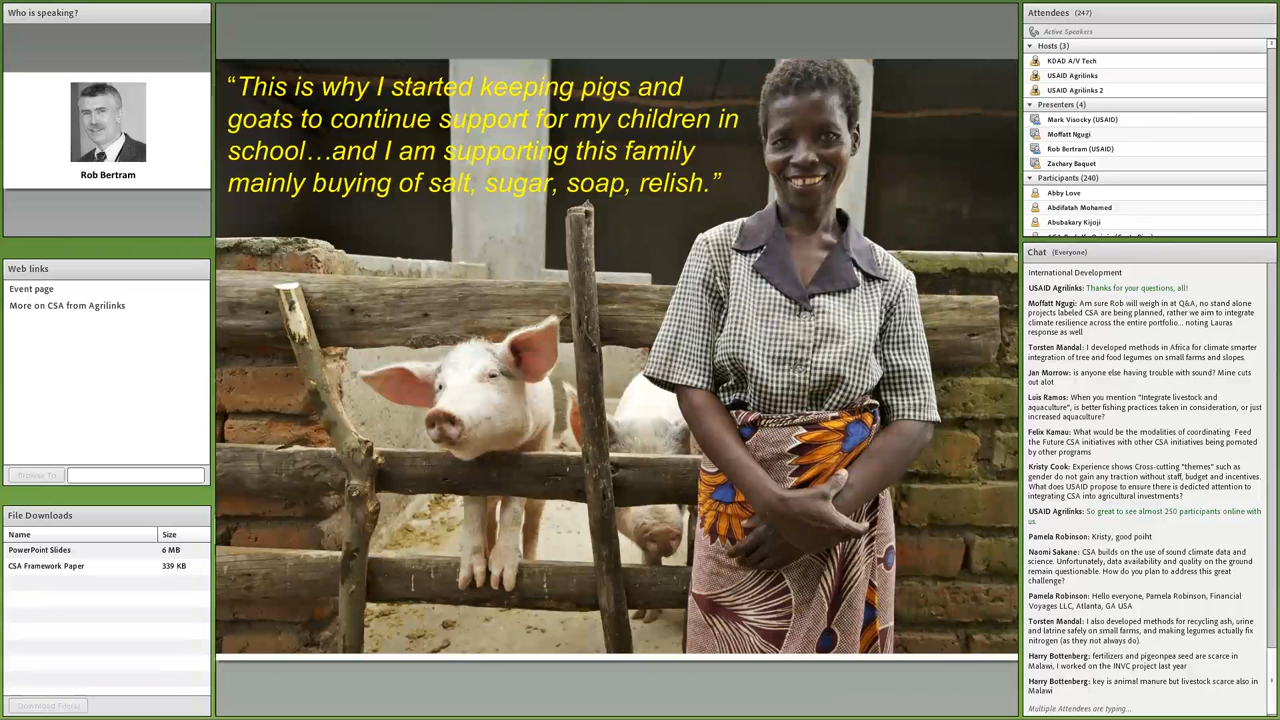 Who is speaking?
Rob Bertram
Web links
Event page
More on CSA from Agrilinks
Browse To
File Downloads
Name Size
PowerPoint Slides 6 MB
CSA Framework Paper 339 KB
Download File(s)
“This is why I started keeping pigs and
goats to continue support for my children in
school…and I am supporting this family
mainly buying of salt, sugar, soap, relish.”
Attendees (247)
Active Speakers
Hosts (3)
KDAD A/V Tech
USAID Agrilinks
USAID Agrilinks 2
Presenters (4)
Mark Visocky (USAID)
Moffatt Ngugi
Rob Bertram (USAID)
Zachary Baquet
Participants (240)
Abby Love
Abdifatah Mohamed
Abubakary Kijoji
Chat (Everyone)
International Development
USAID Agrilinks: Thanks for your questions, all!
Moffatt Ngugi: Am sure Rob will weigh in at Q&A, no stand alone
projects labeled CSA are being planned, rather we aim to integrate
climate resilience across the entire portfolio... noting Lauras
response as well
Torsten Mandal: I developed methods in Africa for climate smarter
integration of tree and food legumes on small farms and slopes.
Jan Morrow: is anyone else having trouble with sound? Mine cuts
out alot
Luis Ramos: When you mention "Integrate livestock and
aquaculture", is better fishing practices taken in consideration, or just
increased aquaculture?
Felix Kamau: What would be the modalities of coordinating Feed
the Future CSA initiatives with other CSA initiatives being pomoted
by other programs
Kristy Cook: Experience shows Cross-cutting "themes" such as
gender do not gain any traction without staff, budget and incentives.
What does USAID propose to ensure there is dedicted attention to
integrating CSA into agricultural investments?
USAID Agrilinks: So great to see almost 250 participants online with
us.
Pamela Robinson: Kristy, good poiht
Naomi Sakane: CSA builds on the use of sound climate data and
science. Unfortunately, data availability and quality on the ground
remain questionable. How do you plan to address this great
challenge?
Pamela Robinson: Hello everyone, Pamela Robinson, Financial
Voyages LLC, Atlanta, GA USA
Torsten Mandal: I also developed methods for recycling ash, urine
and latrine safely on small farms, and making legumes actually fix
nitrogen (as they not always do).
Harry Bottenberg: fertilizers and pigeonpea seed are scarce in
Malawi, I worked on the INVC project last year
Harry Bottenberg: key is animal manure but livestock scarce also in
Malawi
Multiple Attendees are typing...